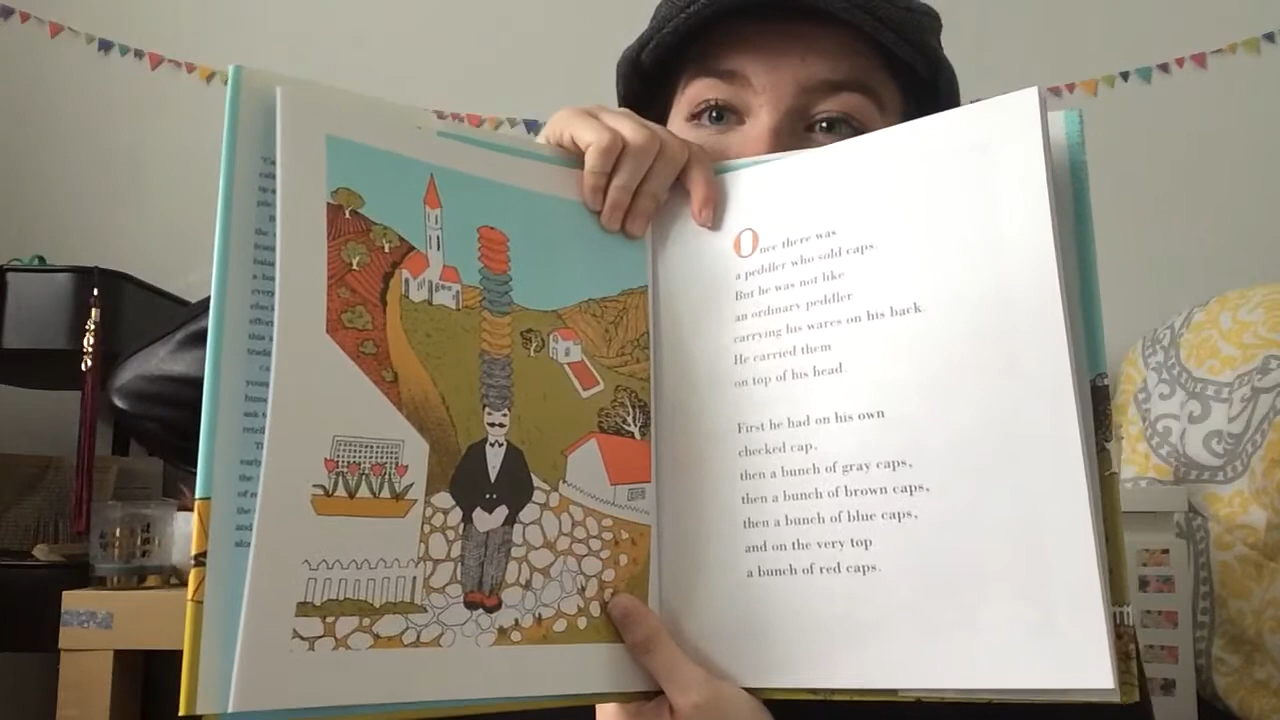 Once there was
a peddler who sold caps.
But he was not like
an ordinary peddler
carrying his wares on his back.
He carried them
on top of his head.
First he had on his own
checked cap,
then a bunch of gray caps,
then a bunch of brown caps,
then a bunch of blue caps,
and on the very top
a bunch of red caps.